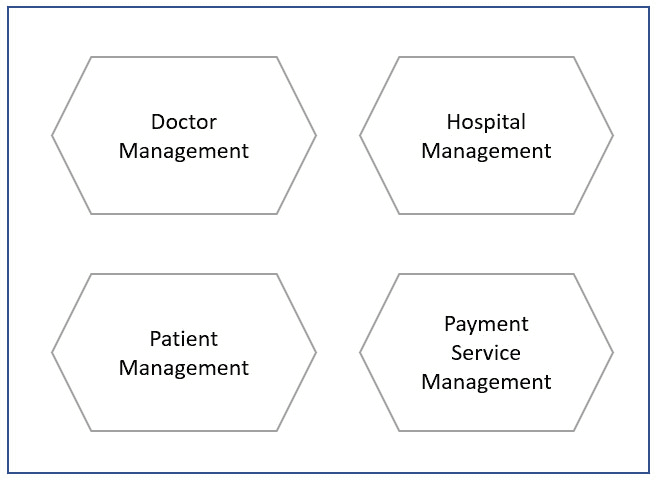 Doctor
Management
Hospital
Management
Patient
Management
Payment
Service
Management